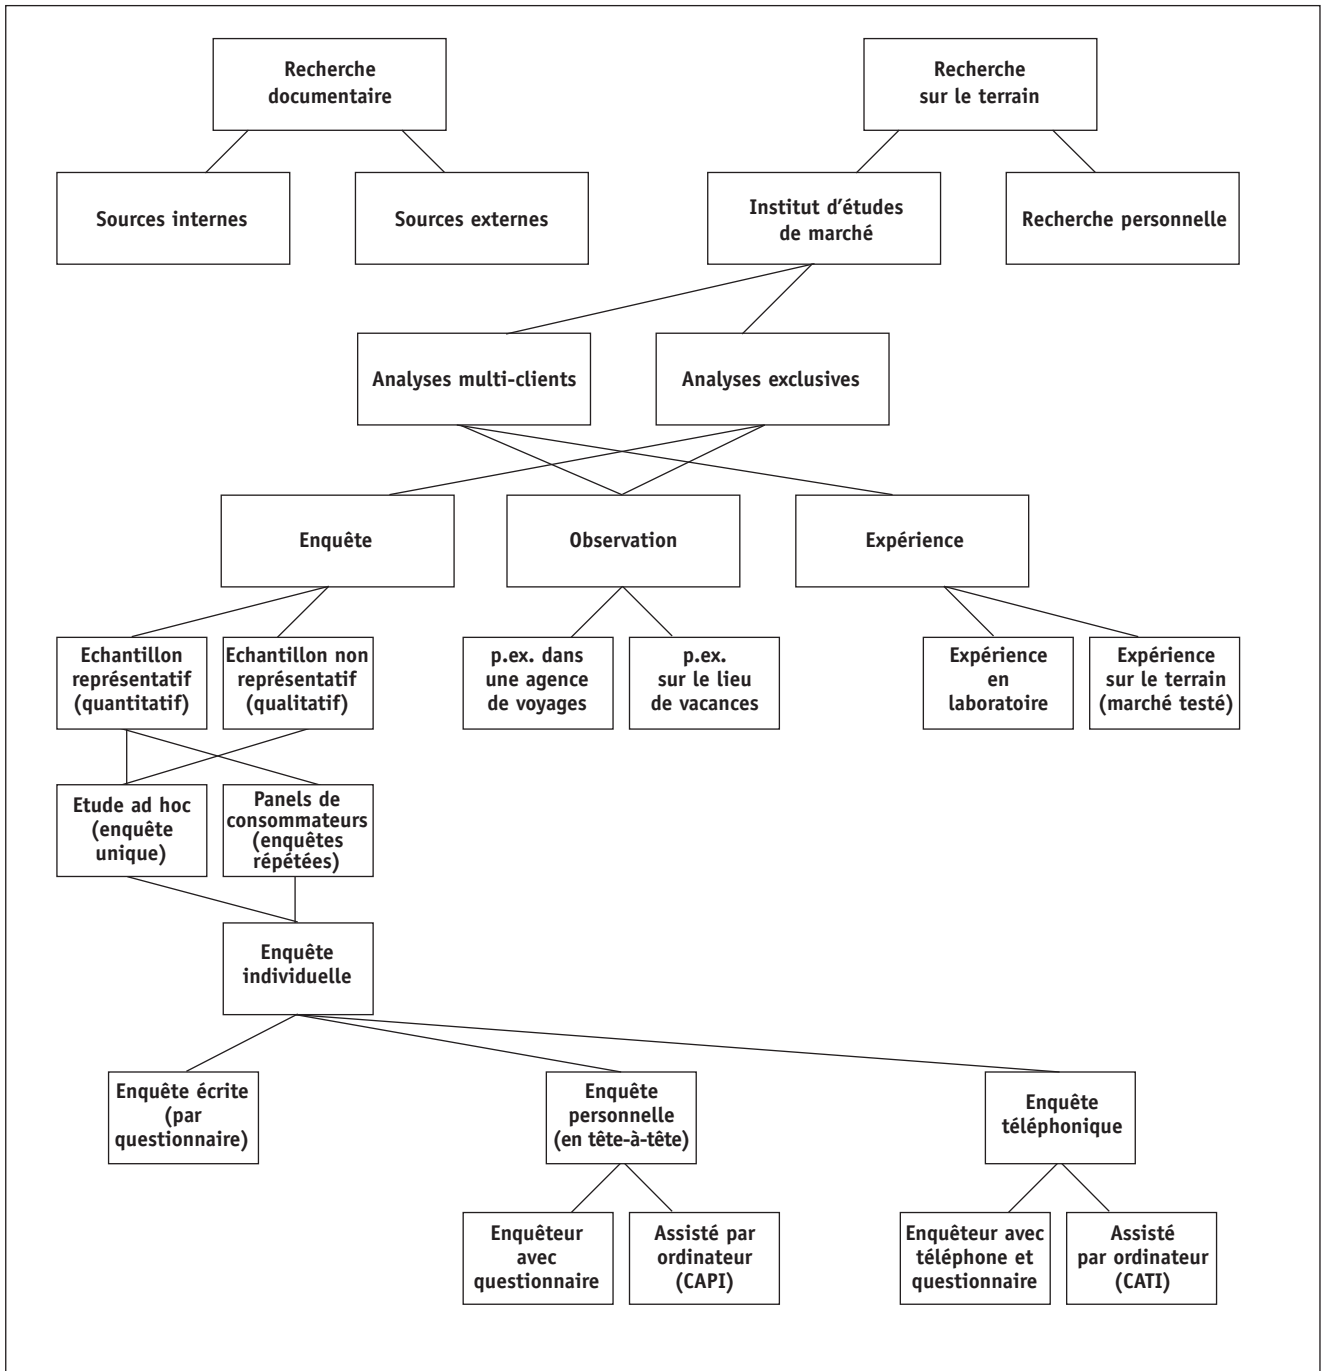 Recherche
documentaire
Recherche
sur le terrain
Sources internes
Sources externes
Institut d’études
de marché
Recherche personnelle
Analyses multi-clients
Analyses exclusives
Enquête
Observation
Expérience
Echantillon
représentatif
(quantitatif)
Echantillon non
représentatif
(qualitatif)
p.ex. dans
une agence
de voyages
p.ex.
sur le lieu
de vacances
Expérience
en
laboratoire
Expérience
sur le terrain
(marché testé)
Etude ad hoc
(enquête
unique)
Panels de
consommateurs
(enquêtes
répétées)
Enquête
individuelle
Enquête écrite
(par
questionnaire)
Enquête
personnelle
(en tête-à-tête)
Enquête
téléphonique
Enquêteur
avec
questionnaire
Assisté par
ordinateur
(CAPI)
Enquêteur avec
téléphone et
questionnaire
Assisté
par ordinateur
(CATI)